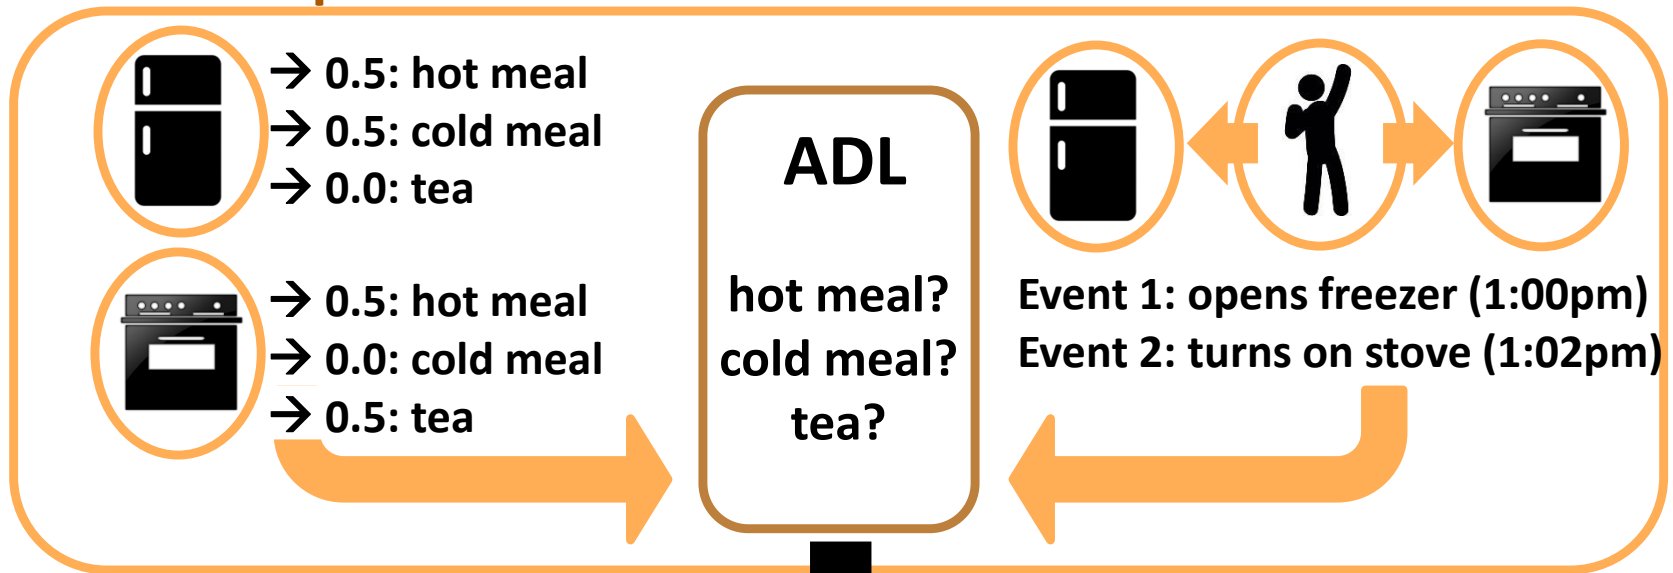 → 0.5: hot meal
→ 0.5: cold meal
→ 0.0: tea
→ 0.5: hot meal
→ 0.0: cold meal
→ 0.5: tea
ADL
hot meal?
cold meal?
tea?
Event 1: opens freezer (1:00pm)
Event 2: turns on stove (1:02pm)